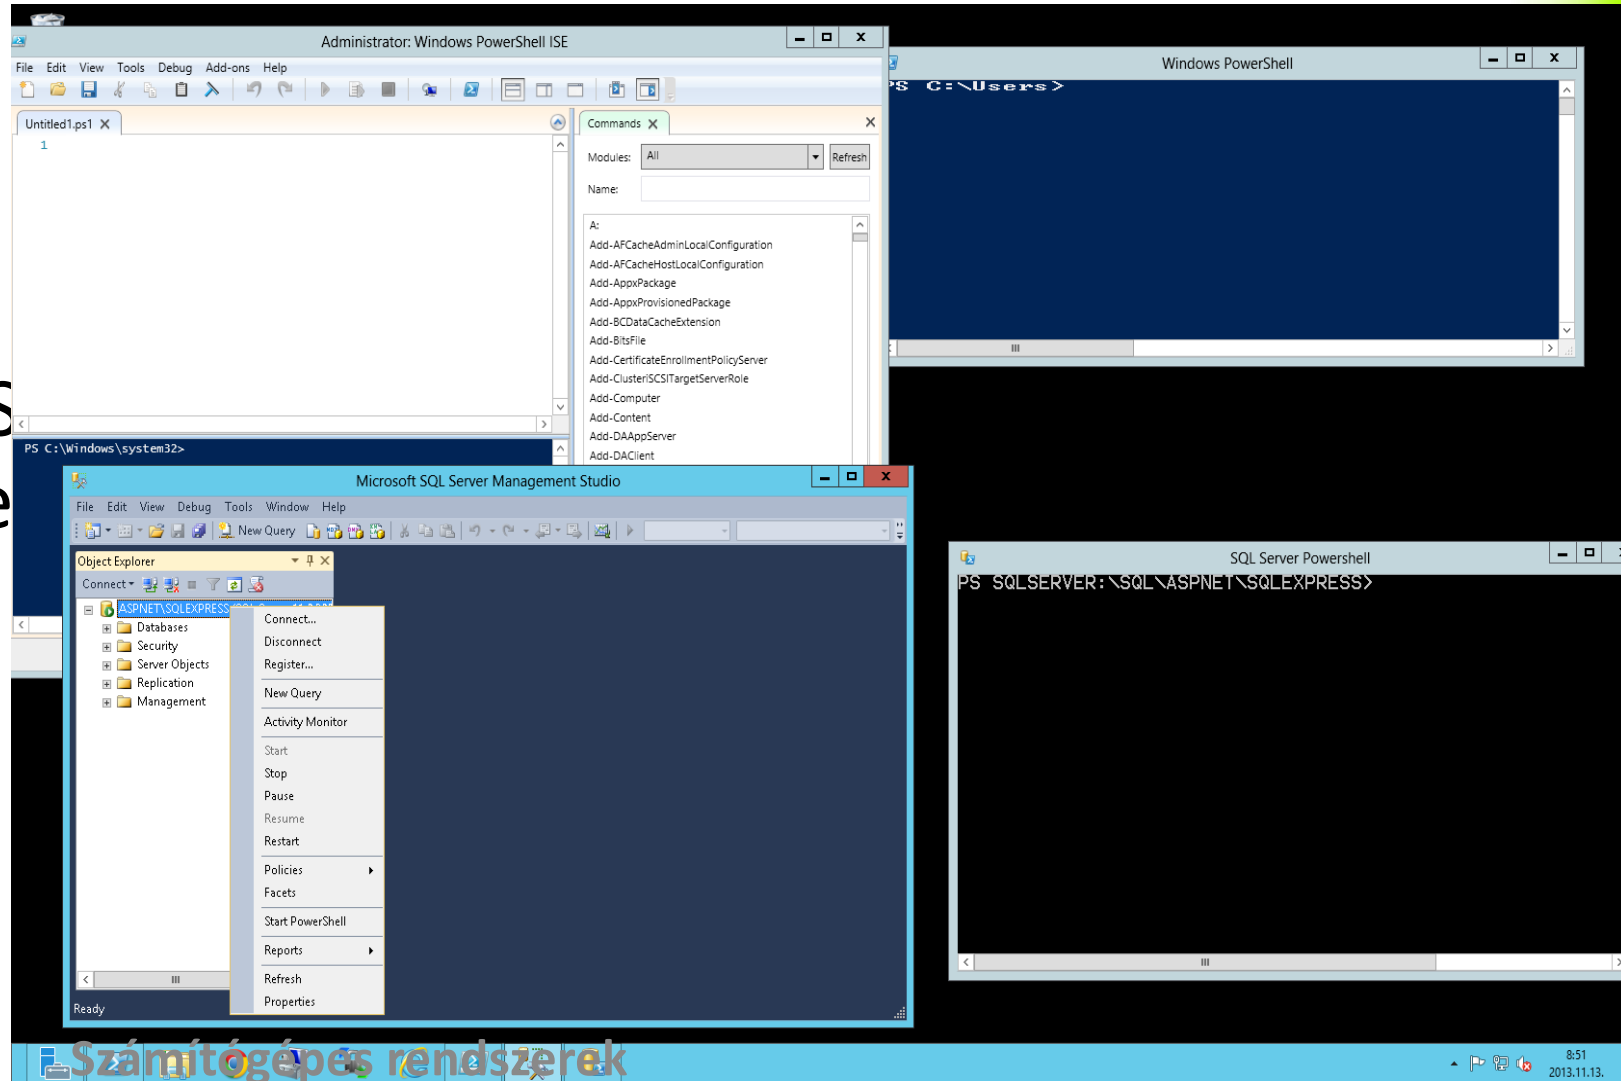 Administrator: Windows PowerShell ISE
File Edit View Tools Debug Add-ons Help
Untitled1.ps1
1
Commands
Modules: All Refresh
Name:
A:
Add-AFCacheAdminLocalConfiguration
Add-AFCacheHostLocalConfiguration
Add-AppxPackage
Add-AppxProvisionedPackage
Add-BCDataCacheExtension
Add-BitsFile
Add-CertificateEnrollmentPolicyServer
Add-ClusteriSCSITargetServerRole
Add-Computer
Add-Content
Add-DAAppServer
Add-DAClient
PS C:\Windows\system32>
Windows PowerShell
PS C:\Users>
Microsoft SQL Server Management Studio
File Edit View Debug Tools Window Help
New Query
Object Explorer
Connect
ASPNET\SQLEXPRESS
Databases
Security
Server Objects
Replication
Management
Connect...
Disconnect
Register...
New Query
Activity Monitor
Start
Stop
Pause
Resume
Restart
Policies
Facets
Start PowerShell
Reports
Refresh
Properties
Ready
SQL Server Powershell
PS SQLSERVER:\SQL\ASPNET\SQLEXPRESS>
Számítógépes rendszerek
8:51
2013.11.13.